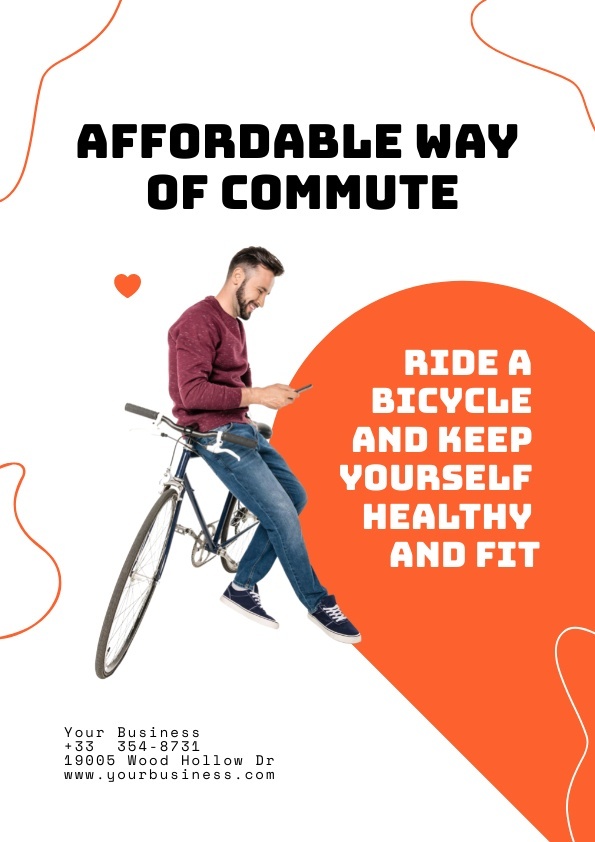 AFFORDABLE WAY
OF COMMUTE
RIDE A
BICYCLE
AND KEEP
YOURSELF
HEALTHY
AND FIT
Your Business
+33  354-8731
19005 Wood Hollow Dr
www.yourbusiness.com